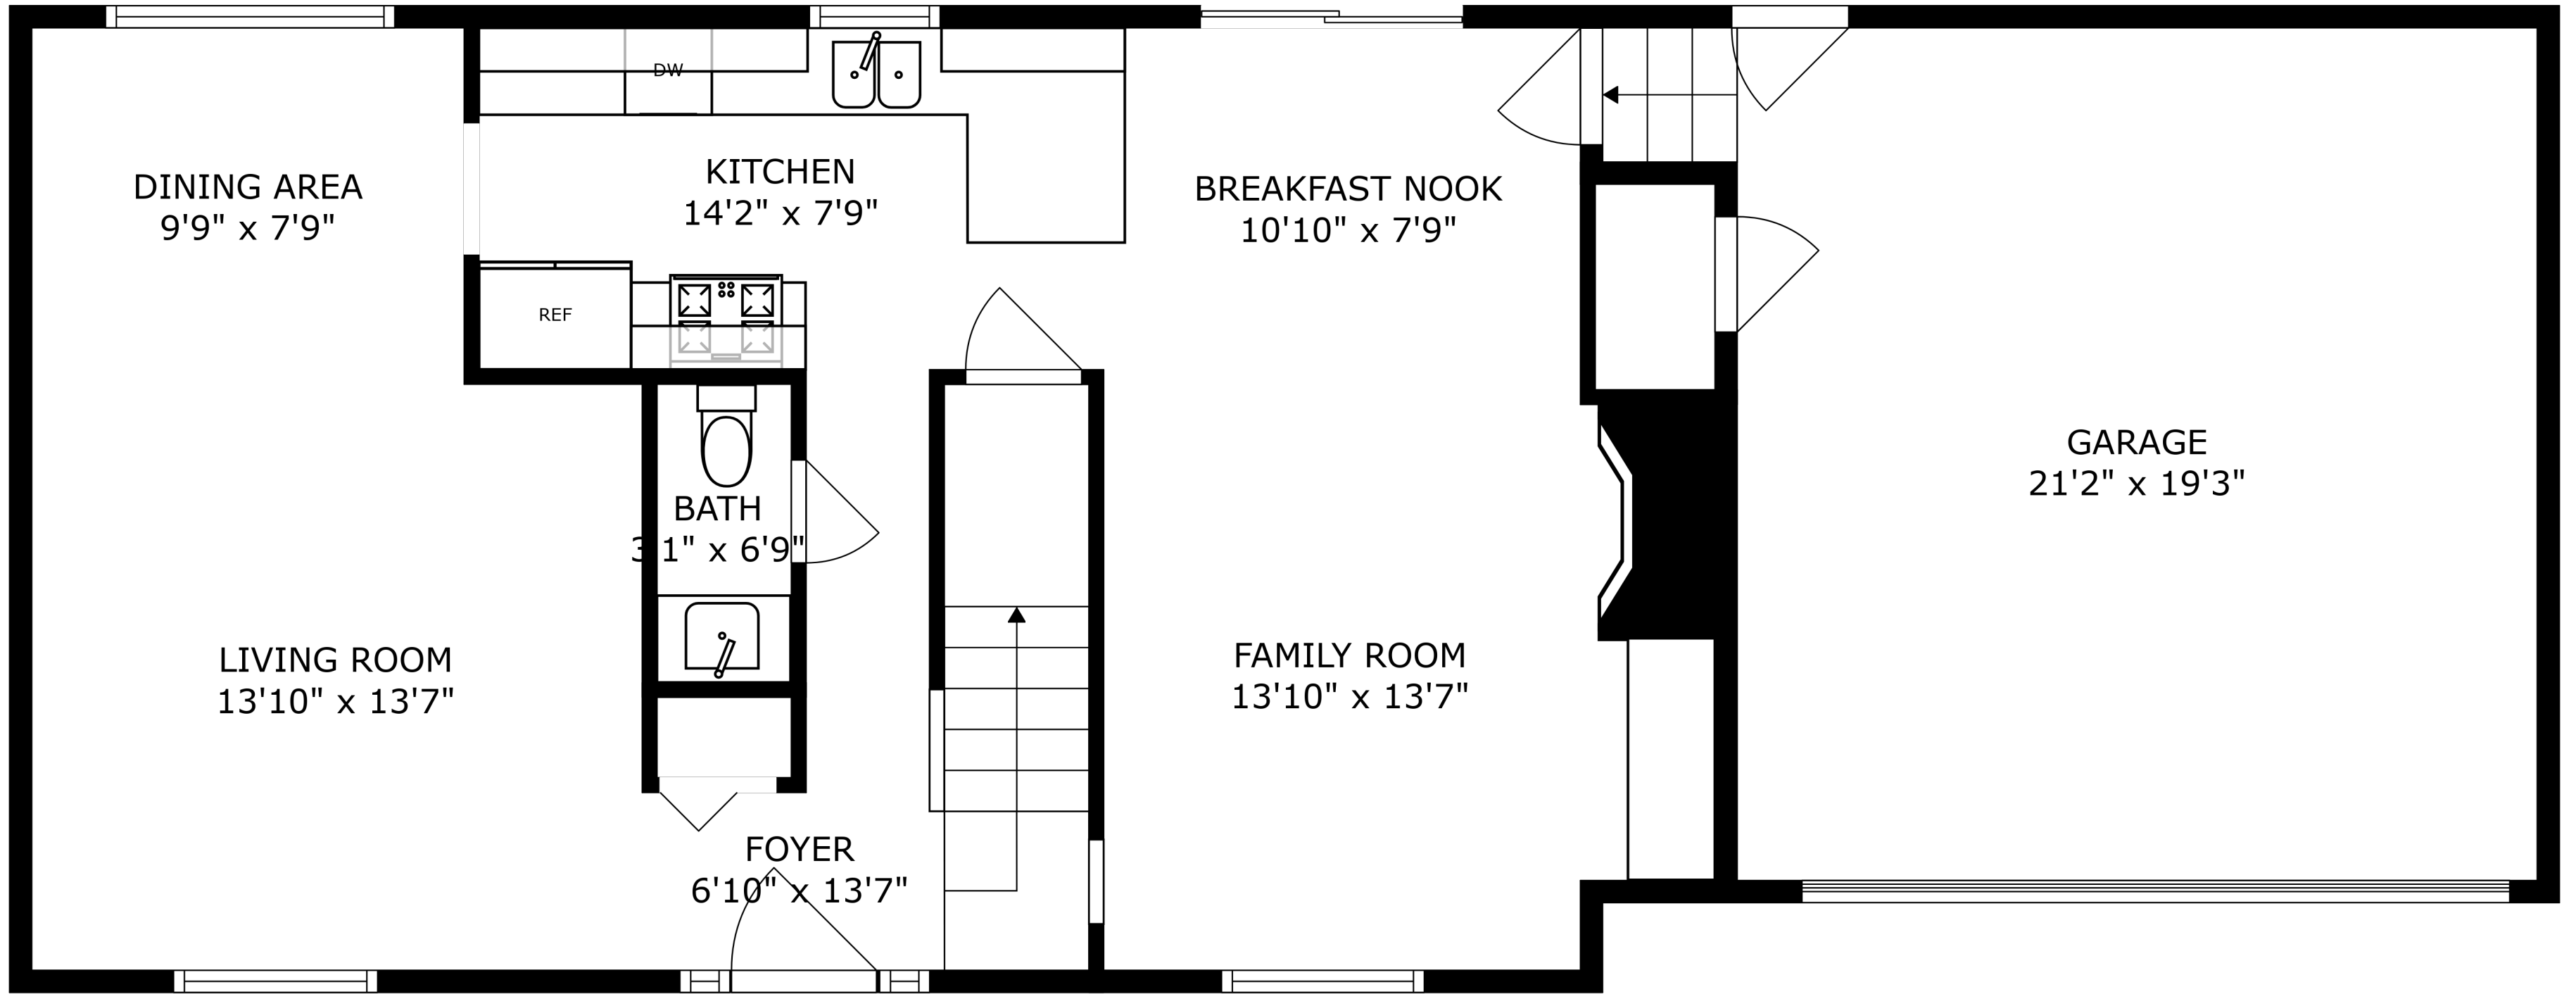 DW
DINING AREA
9'9" x 7'9"
KITCHEN
14'2" x 7'9"
BREAKFAST NOOK
10'10" x 7'9"
REF
GARAGE
21'2" x 19'3"
BATH
3'1" x 6'9"
LIVING ROOM
13'10" x 13'7"
FAMILY ROOM
13'10" x 13'7"
FOYER
6'10" x 13'7"